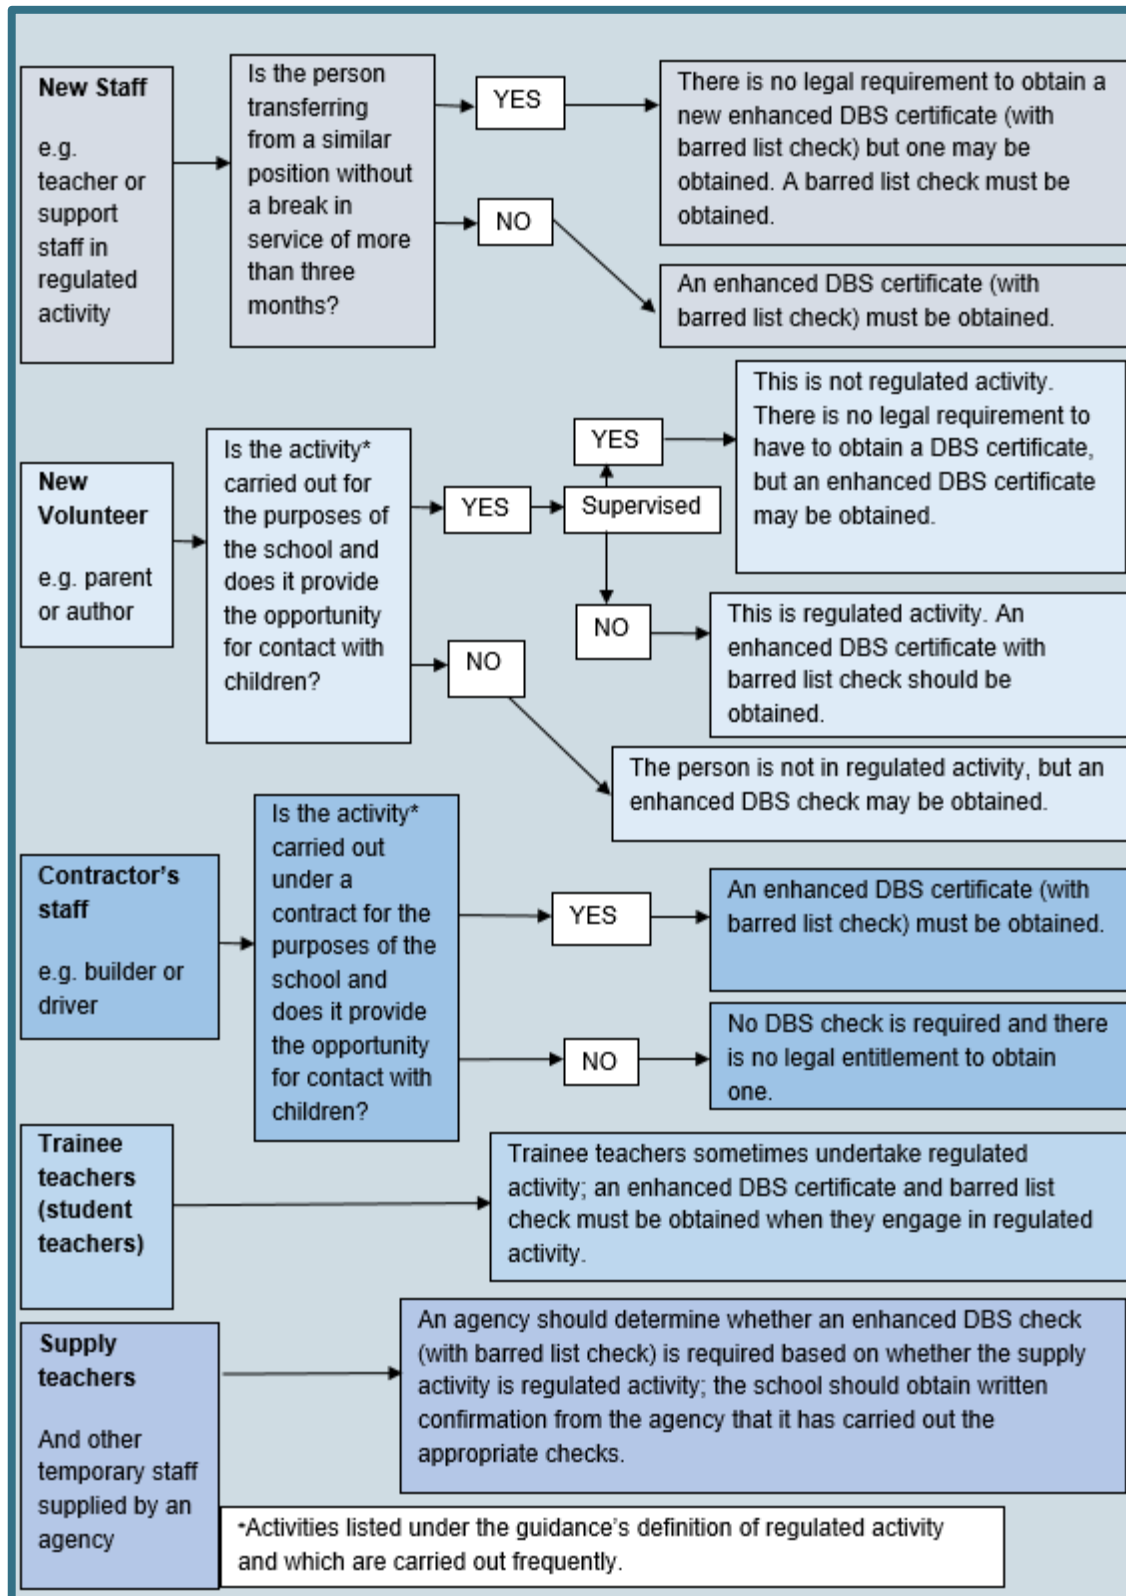 New Staff
e.g.
teacher or
support
staff in
regulated
activity
Is the person
transferring
from a similar
position without
a break in
service of more
than three
months?
YES
There is no legal requirement to obtain a
new enhanced DBS certificate (with
barred list check) but one may be
obtained. A barred list check must be
obtained.
NO
An enhanced DBS certificate (with
barred list check) must be obtained.
New
Volunteer
e.g. parent
or author
Is the activity*
carried out for
the purposes of
the school and
does it provide
the opportunity
for contact with
children?
YES
Supervised
YES
This is not regulated activity.
There is no legal requirement to
have to obtain a DBS certificate,
but an enhanced DBS certificate
may be obtained.
NO
This is regulated activity. An
enhanced DBS certificate with
barred list check should be
obtained.
NO
The person is not in regulated activity, but an
enhanced DBS check may be obtained.
Contractor’s
staff
e.g. builder or
driver
Is the activity*
carried out
under a
contract for the
purposes of the
school and
does it provide
the opportunity
for contact with
children?
YES
An enhanced DBS certificate (with
barred list check) must be obtained.
NO
No DBS check is required and there
is no legal entitlement to obtain
one.
Trainee
teachers
(student
teachers)
Trainee teachers sometimes undertake regulated
activity; an enhanced DBS certificate and barred list
check must be obtained when they engage in regulated
activity.
Supply
teachers
And other
temporary staff
supplied by an
agency
An agency should determine whether an enhanced DBS check
(with barred list check) is required based on whether the supply
activity is regulated activity; the school should obtain written
confirmation from the agency that it has carried out the
appropriate checks.
*Activities listed under the guidance’s definition of regulated activity
and which are carried out frequently.